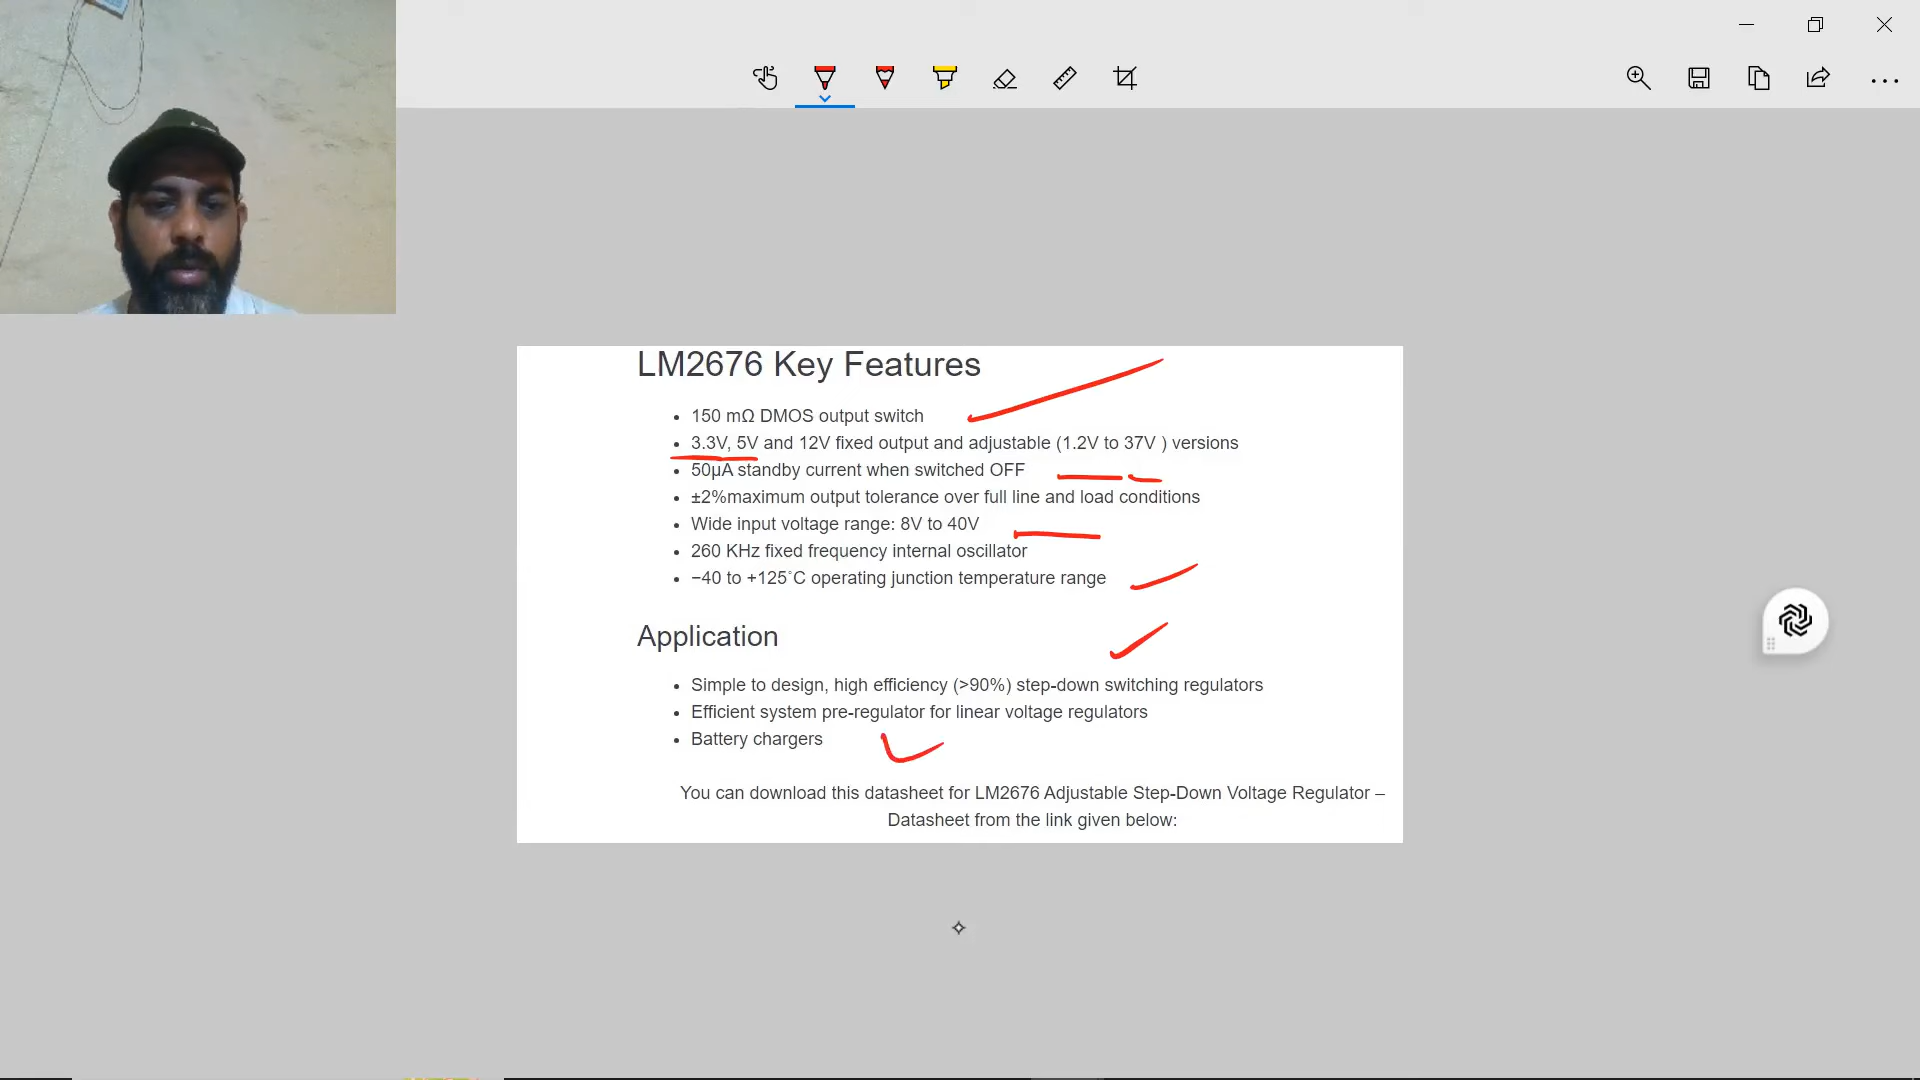 LM2676 Key Features
• 150 mΩ DMOS output switch
• 3.3V, 5V and 12V fixed output and adjustable (1.2V to 37V ) versions
• 50μA standby current when switched OFF
• ±2%maximum output tolerance over full line and load conditions
• Wide input voltage range: 8V to 40V
• 260 KHz fixed frequency internal oscillator
• −40 to +125˚C operating junction temperature range
Application
• Simple to design, high efficiency (>90%) step-down switching regulators
• Efficient system pre-regulator for linear voltage regulators
• Battery chargers
You can download this datasheet for LM2676 Adjustable Step-Down Voltage Regulator –
Datasheet from the link given below: